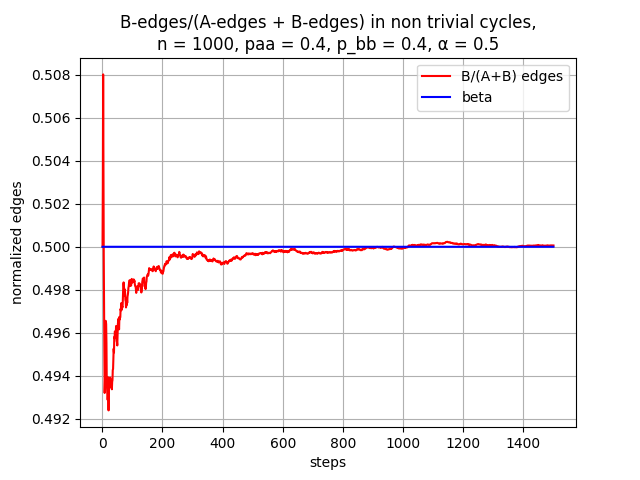 B-edges/(A-edges + B-edges) in non trivial cycles,
n = 1000, paa = 0.4, p_bb = 0.4, α = 0.5
B/(A+B) edges
beta
normalized edges
0.508
0.506
0.504
0.502
0.500
0.498
0.496
0.494
0.492
0
200
400
600
800
1000
1200
1400
steps